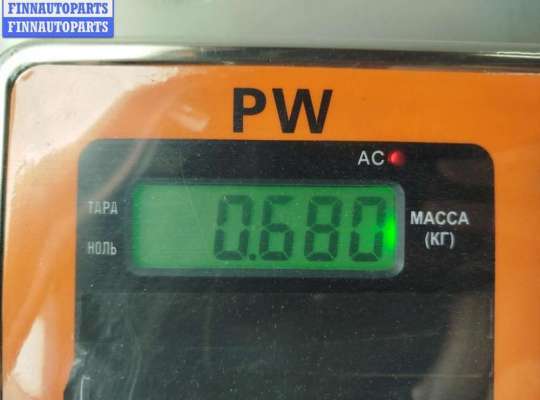 FINNAUTOPARTS
FINNAUTOPARTS
PW
AC
ТАРА
НОЛЬ
0.680
МАССА
(КГ)